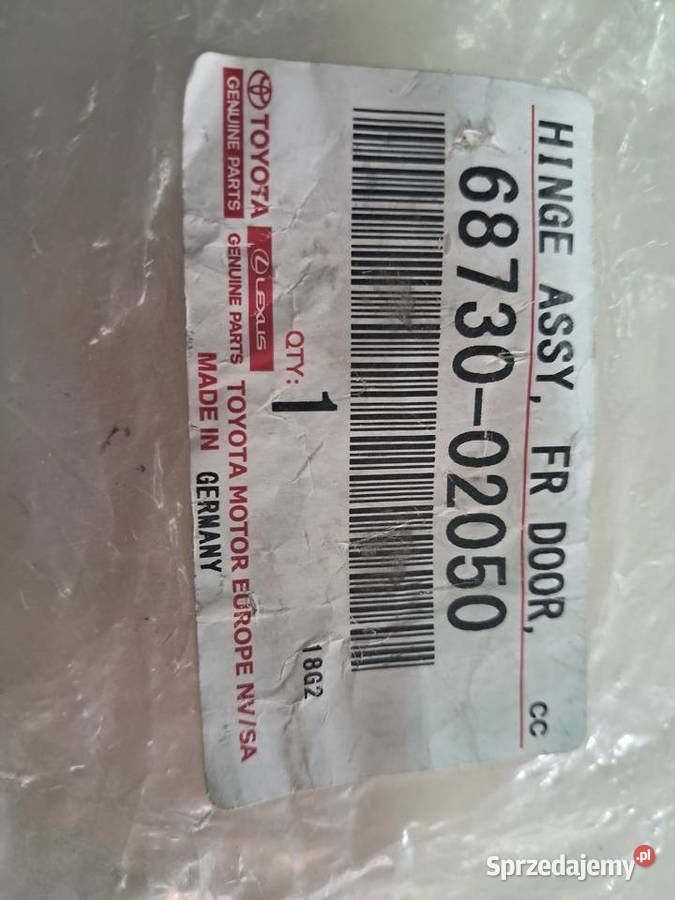 HINGE ASSY, FR DOOR,
CC
68730-02050
QTY: 1
18G2
TOYOTA
GENUINE PARTS
LEXUS
GENUINE PARTS
TOYOTA MOTOR EUROPE NV/SA
MADE IN GERMANY
Sprzedajemy.pl